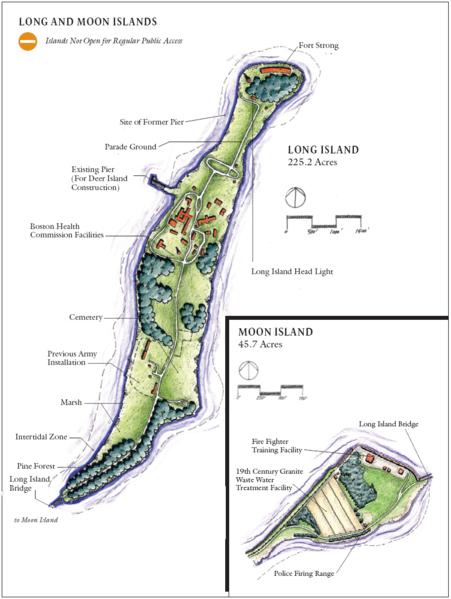 LONG AND MOON ISLANDS
Islands Not Open for Regular Public Access
Fort Strong
Site of Former Pier
Parade Ground
LONG ISLAND
225.2 Acres
Existing Pier
(For Deer Island
Construction)
Boston Health
Commission Facilities
Long Island Head Light
Cemetery
Previous Army
Installation
Marsh
Intertidal Zone
Pine Forest
Long Island
Bridge
to Moon Island
MOON ISLAND
45.7 Acres
Long Island Bridge
Fire Fighter
Training Facility
19th Century Granite
Waste Water
Treatment Facility
Police Firing Range